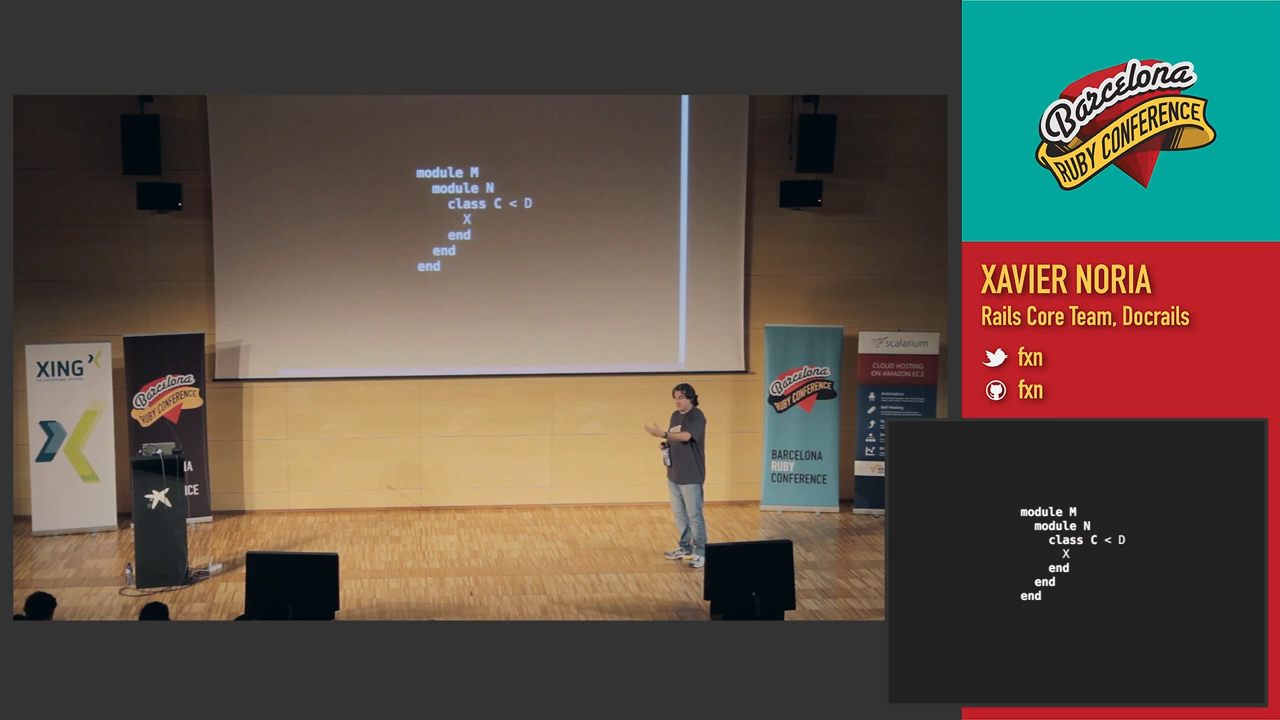 module M
module N
class C < D
X
end
end
end
XING
Barcelona
RUBY CONFERENCE
Barcelona
RUBY CONFERENCE
BARCELONA
RUBY
CONFERENCE
scalarium
CLOUD HOSTING
ON AMAZON EC2
Barcelona
RUBY CONFERENCE
XAVIER NORIA
Rails Core Team, Docrails
fxn
fxn
module M
module N
class C < D
X
end
end
end